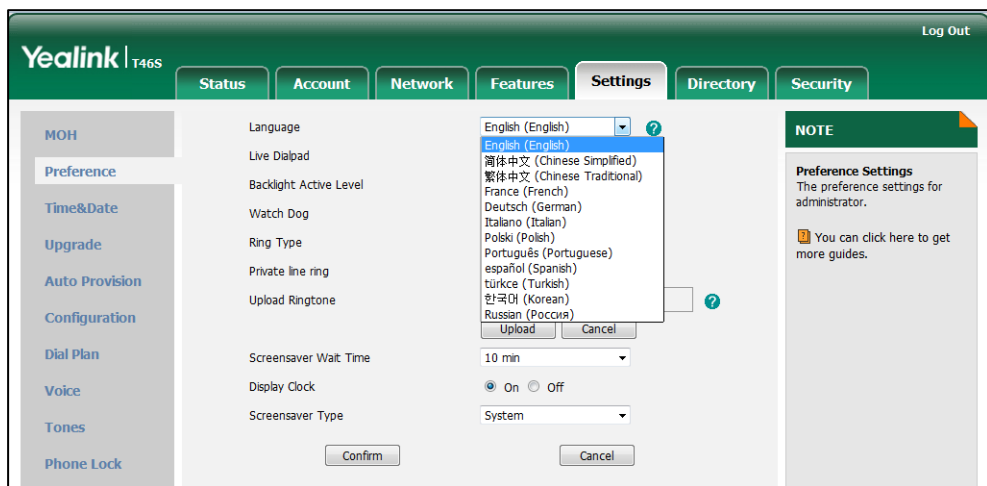 Log Out
Yealink | T46S
Status Account Network Features Settings Directory Security
MOH
Preference
Time&Date
Upgrade
Auto Provision
Configuration
Dial Plan
Voice
Tones
Phone Lock
Language English (English) ?
English (English)
简体中文 (Chinese Simplified)
繁体中文 (Chinese Traditional)
France (French)
Deutsch (German)
Italiano (Italian)
Polski (Polish)
Português (Portuguese)
español (Spanish)
türkce (Turkish)
한국어 (Korean)
Russian (Россия)
Live Dialpad
Backlight Active Level
Watch Dog
Ring Type
Private line ring
Upload Ringtone ?
Upload Cancel
Screensaver Wait Time 10 min
Display Clock On Off
Screensaver Type System
Confirm Cancel
NOTE
Preference Settings
The preference settings for
administrator.
? You can click here to get
more guides.